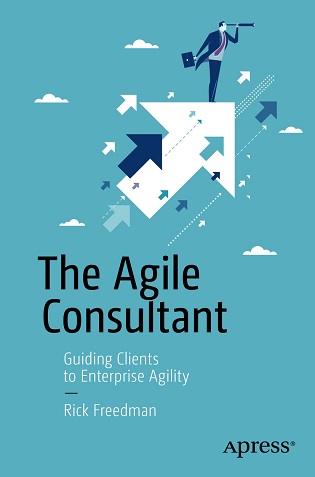 The Agile
Consultant
Guiding Clients
to Enterprise Agility
—
Rick Freedman
Apress®